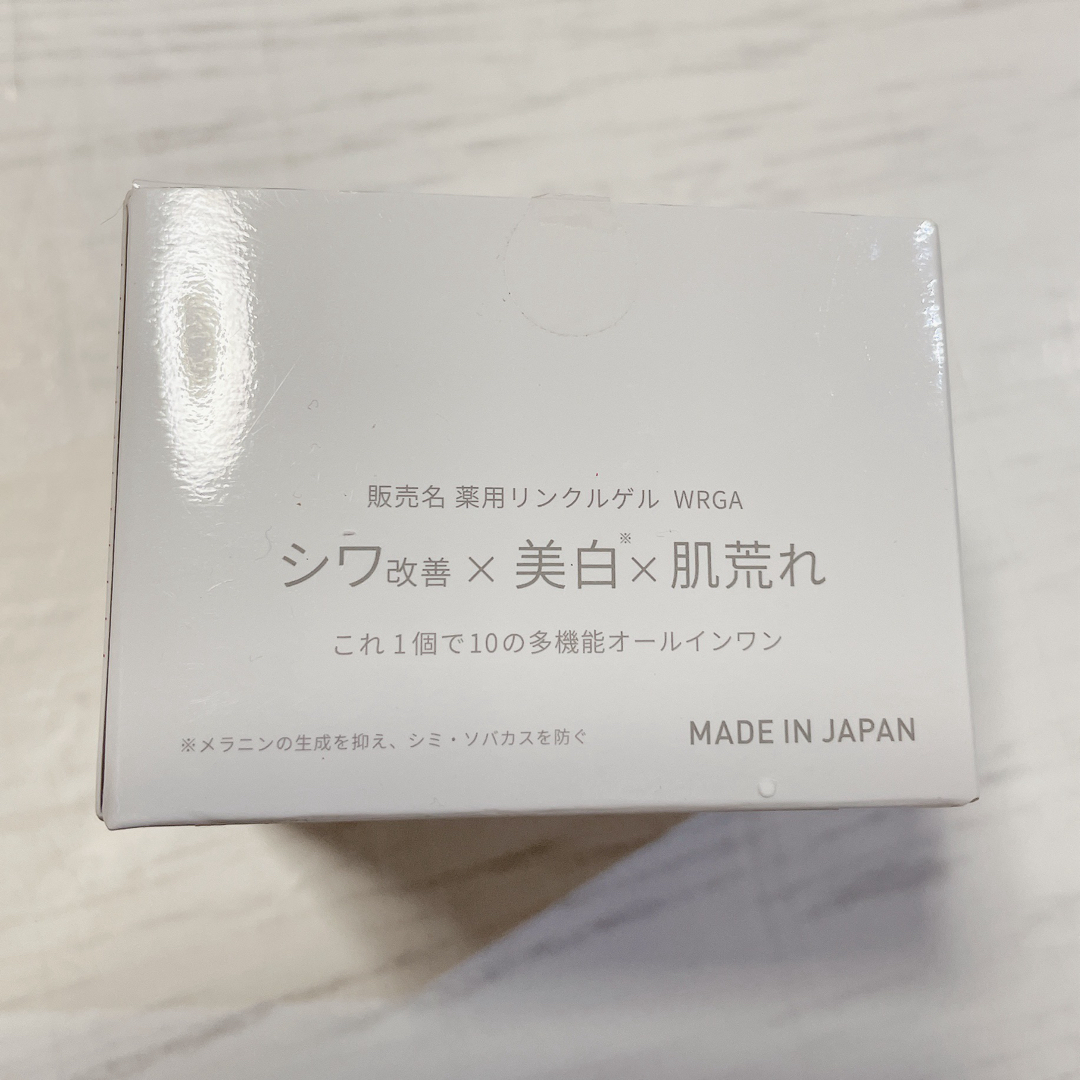 販売名 薬用リンクルゲル WRGA
シワ改善×美白※×肌荒れ
これ1個で10の多機能オールインワン
※メラニンの生成を抑え、シミ・ソバカスを防ぐ
MADE IN JAPAN